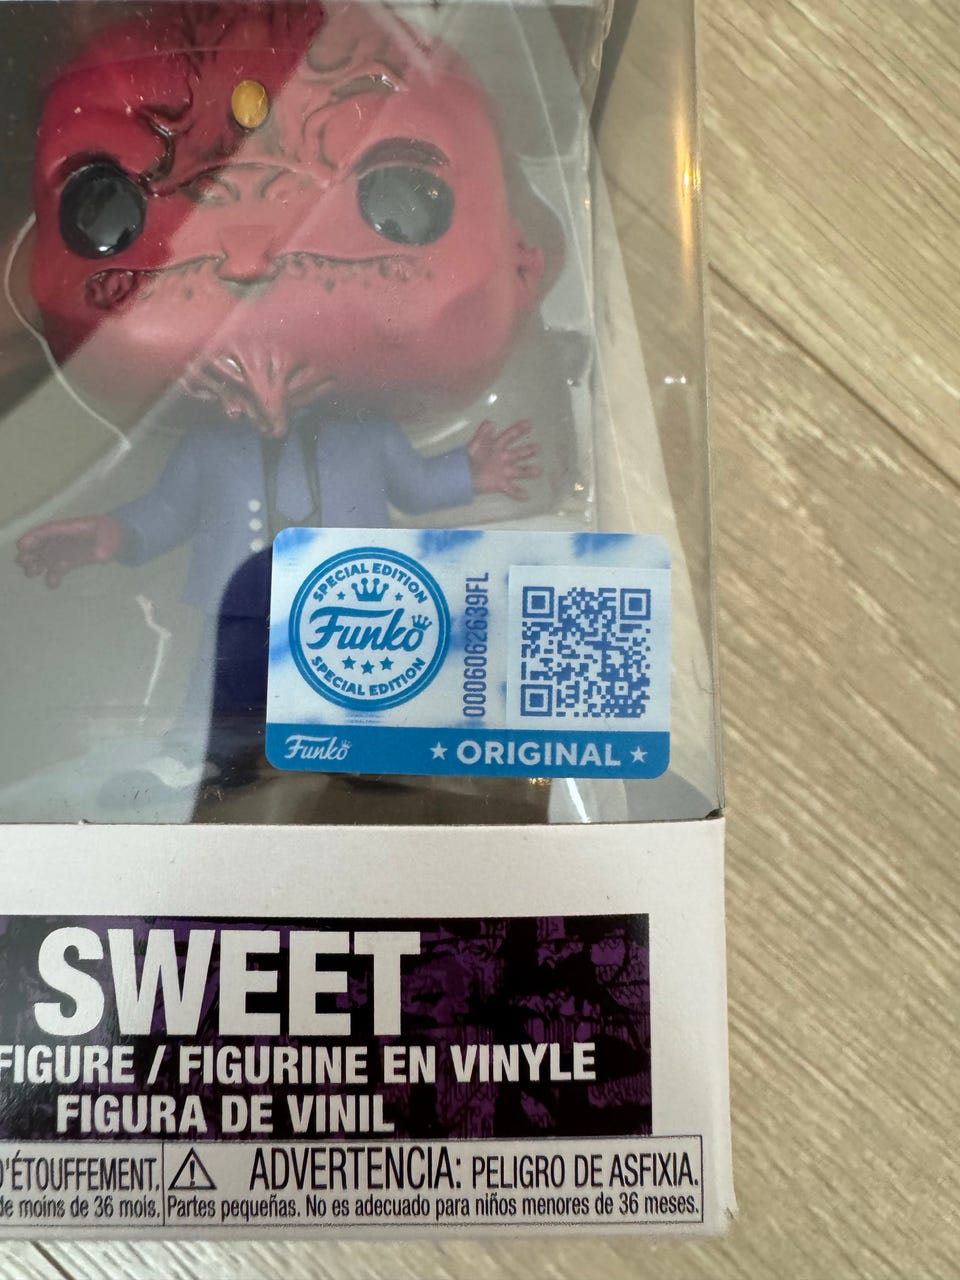 SPECIAL EDITION
Funko
SPECIAL EDITION
0006062639FL
Funko
★ ORIGINAL ★
SWEET
FIGURE / FIGURINE EN VINYLE
FIGURA DE VINIL
D'ÉTOUFFEMENT.
de moins de 36 mois.
ADVERTENCIA: PELIGRO DE ASFIXIA.
Partes pequeñas. No es adecuado para niños menores de 36 meses.